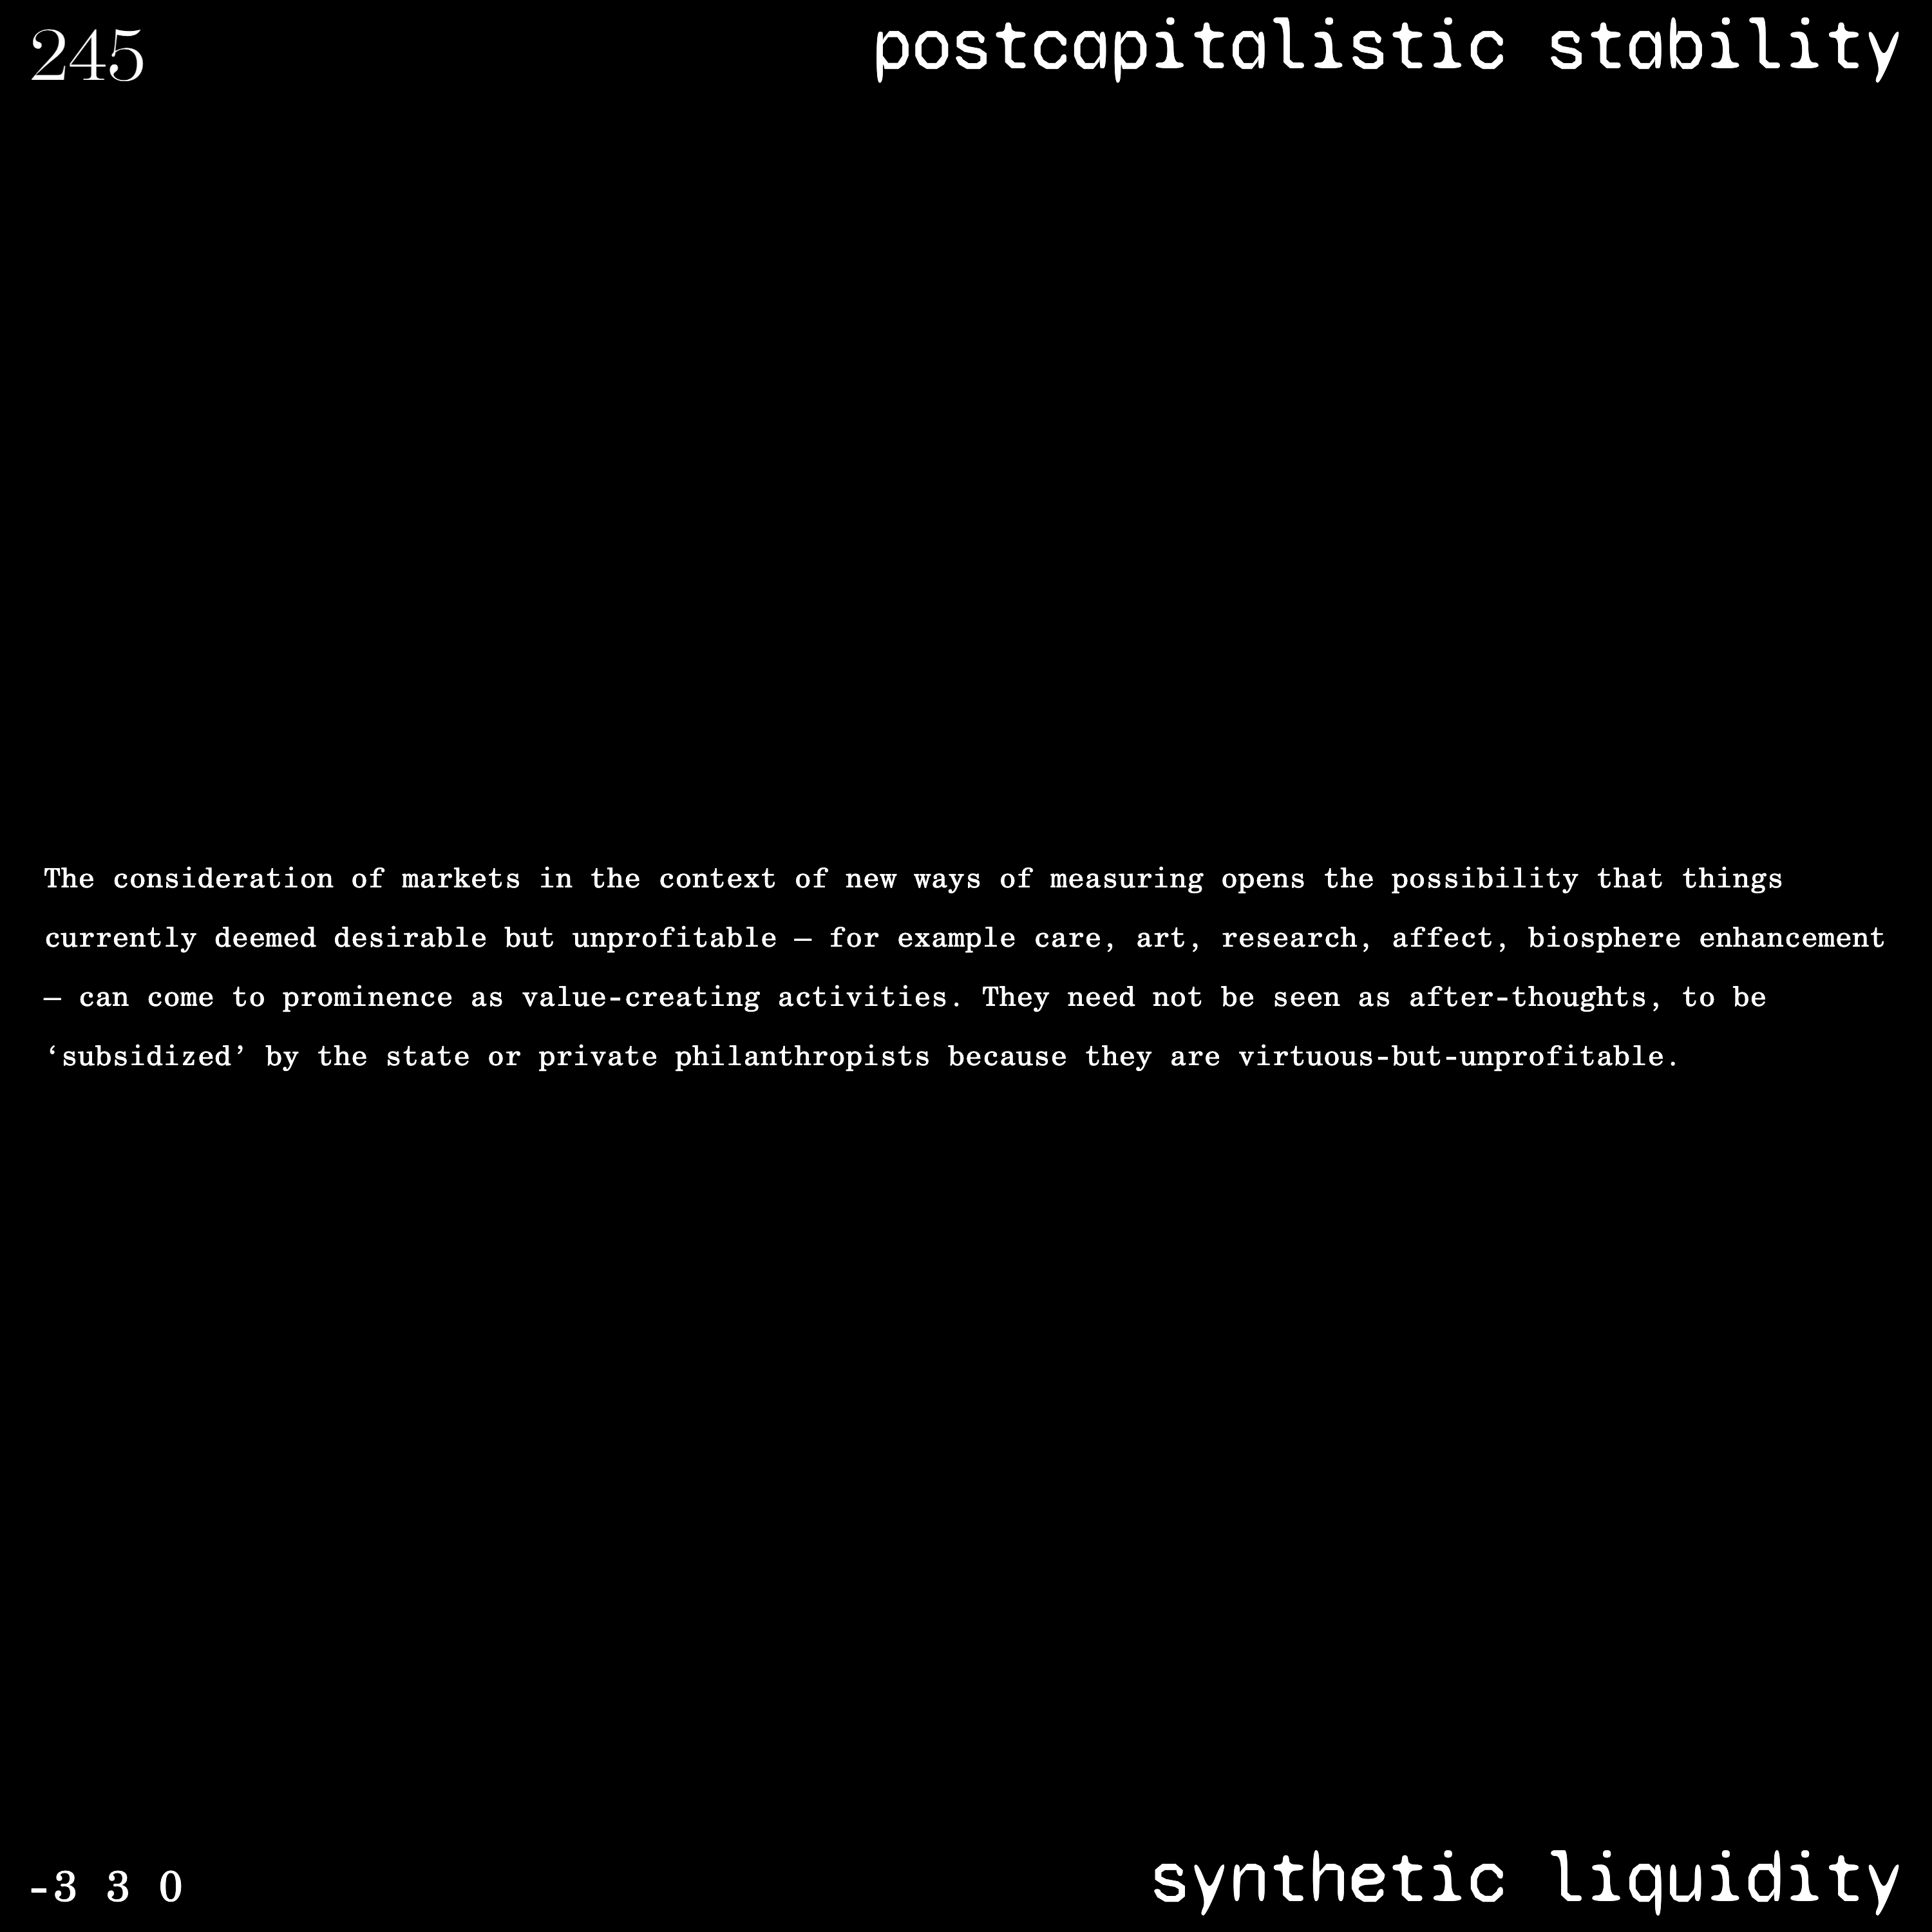 245
postcapitalistic stability
The consideration of markets in the context of new ways of measuring opens the possibility that things
currently deemed desirable but unprofitable — for example care, art, research, affect, biosphere enhancement
— can come to prominence as value-creating activities. They need not be seen as after-thoughts, to be
‘subsidized’ by the state or private philanthropists because they are virtuous-but-unprofitable.
-3 3 0
synthetic liquidity